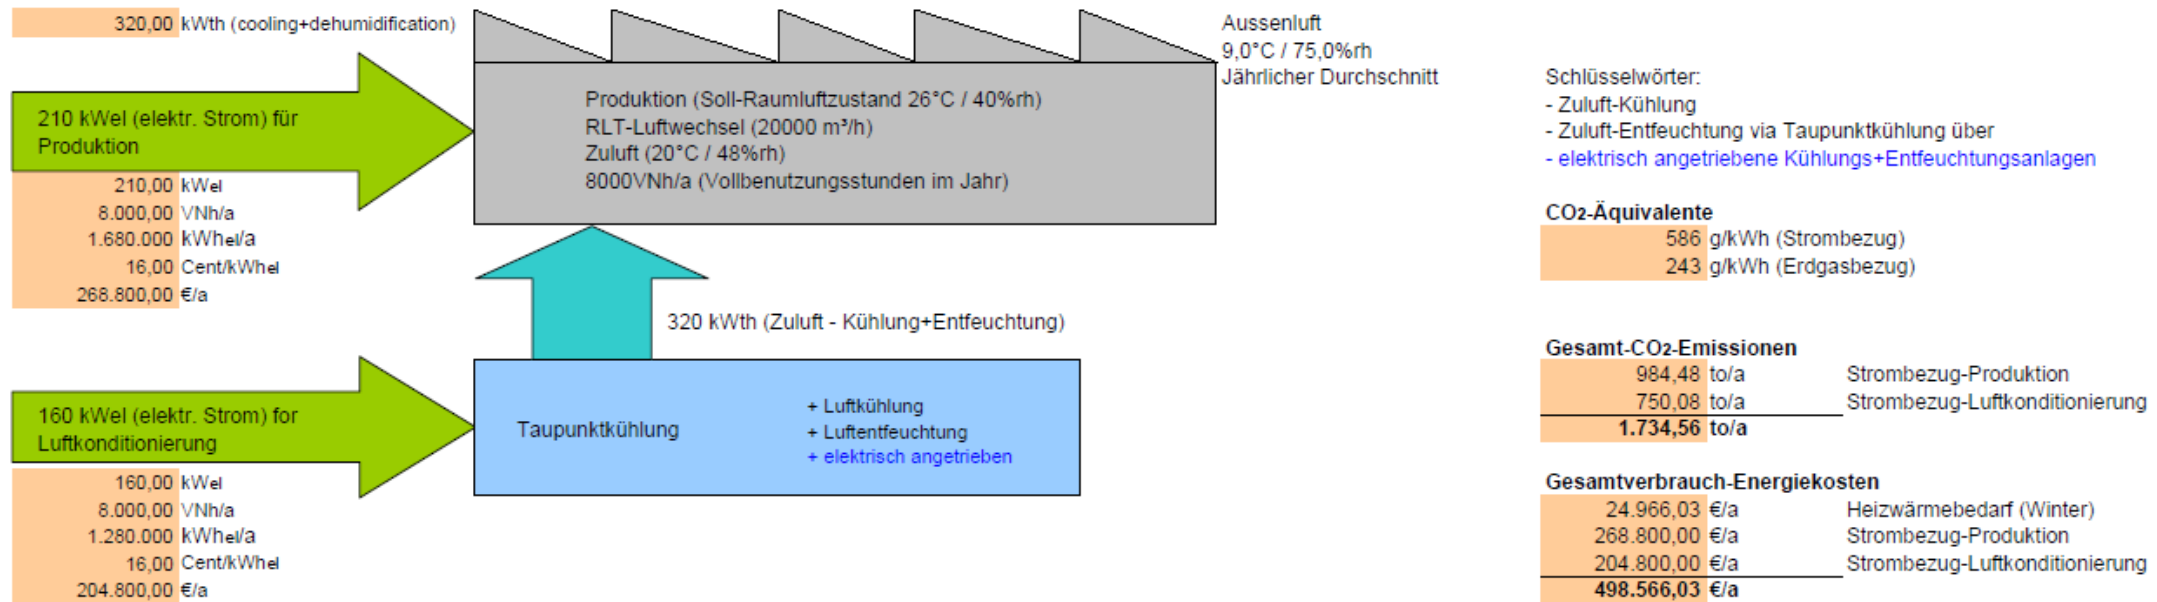 320,00 kWth (cooling+dehumidification)
210 kWel (elektr. Strom) für
Produktion
210,00 kWel
8.000,00 VNh/a
1.680.000 kWhel/a
16,00 Cent/kWhel
268.800,00 €/a
Produktion (Soll-Raumluftzustand 26°C / 40%rh)
RLT-Luftwechsel (20000 m³/h)
Zuluft (20°C / 48%rh)
8000VNh/a (Vollbenutzungsstunden im Jahr)
Aussenluft
9,0°C / 75,0%rh
Jährlicher Durchschnitt
320 kWth (Zuluft - Kühlung+Entfeuchtung)
160 kWel (elektr. Strom) for
Luftkonditionierung
160,00 kWel
8.000,00 VNh/a
1.280.000 kWhel/a
16,00 Cent/kWhel
204.800,00 €/a
Taupunktkühlung
+ Luftkühlung
+ Luftentfeuchtung
+ elektrisch angetrieben
Schlüsselwörter:
- Zuluft-Kühlung
- Zuluft-Entfeuchtung via Taupunktkühlung über
- elektrisch angetriebene Kühlungs+Entfeuchtungsanlagen
CO2-Äquivalente
586 g/kWh (Strombezug)
243 g/kWh (Erdgasbezug)
Gesamt-CO2-Emissionen
984,48 to/a Strombezug-Produktion
750,08 to/a Strombezug-Luftkonditionierung
1.734,56 to/a
Gesamtverbrauch-Energiekosten
24.966,03 €/a Heizwärmebedarf (Winter)
268.800,00 €/a Strombezug-Produktion
204.800,00 €/a Strombezug-Luftkonditionierung
498.566,03 €/a